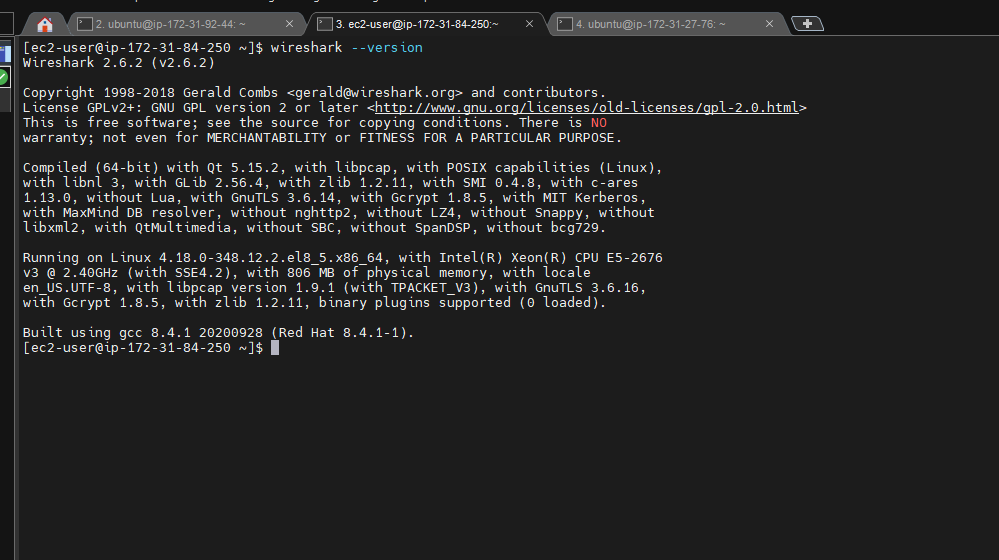 2. ubuntu@ip-172-31-92-44: ~
3. ec2-user@ip-172-31-84-250:~
4. ubuntu@ip-172-31-27-76: ~
[ec2-user@ip-172-31-84-250 ~]$ wireshark --version
Wireshark 2.6.2 (v2.6.2)
Copyright 1998-2018 Gerald Combs <gerald@wireshark.org> and contributors.
License GPLv2+: GNU GPL version 2 or later <http://www.gnu.org/licenses/old-licenses/gpl-2.0.html>
This is free software; see the source for copying conditions. There is NO
warranty; not even for MERCHANTABILITY or FITNESS FOR A PARTICULAR PURPOSE.
Compiled (64-bit) with Qt 5.15.2, with libpcap, with POSIX capabilities (Linux),
with libnl 3, with GLib 2.56.4, with zlib 1.2.11, with SMI 0.4.8, with c-ares
1.13.0, without Lua, with GnuTLS 3.6.14, with Gcrypt 1.8.5, with MIT Kerberos,
with MaxMind DB resolver, without nghttp2, without LZ4, without Snappy, without
libxml2, with QtMultimedia, without SBC, without SpanDSP, without bcg729.
Running on Linux 4.18.0-348.12.2.el8_5.x86_64, with Intel(R) Xeon(R) CPU E5-2676
v3 @ 2.40GHz (with SSE4.2), with 806 MB of physical memory, with locale
en_US.UTF-8, with libpcap version 1.9.1 (with TPACKET_V3), with GnuTLS 3.6.16,
with Gcrypt 1.8.5, with zlib 1.2.11, binary plugins supported (0 loaded).
Built using gcc 8.4.1 20200928 (Red Hat 8.4.1-1).
[ec2-user@ip-172-31-84-250 ~]$